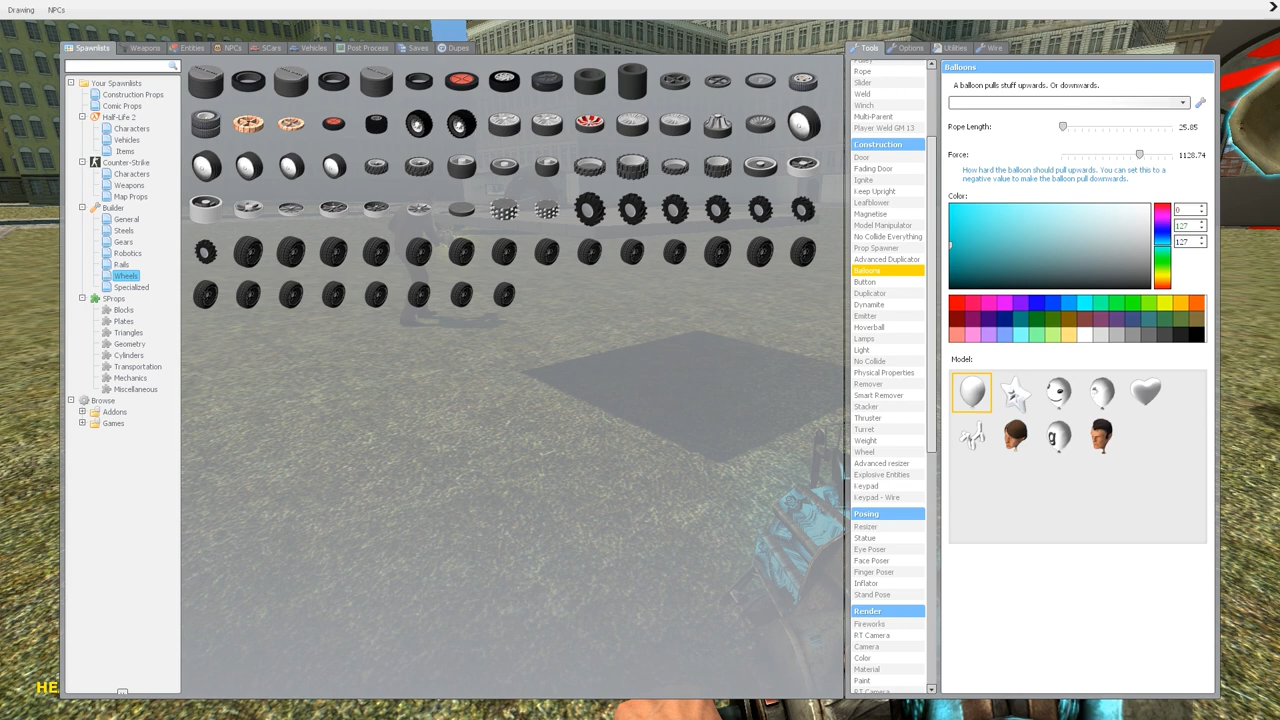 Drawing NPCs
Spawnlists Weapons Entities NPCs SCars Vehicles Post Process Saves Dupes
Your Spawnlists
Construction Props
Comic Props
Half-Life 2
Characters
Vehicles
Items
Counter-Strike
Characters
Weapons
Map Props
Builder
General
Steels
Gears
Robotics
Rails
Wheels
Specialized
SProps
Blocks
Plates
Triangles
Geometry
Cylinders
Transportation
Mechanics
Miscellaneous
Browse
Addons
Games
HE
Tools Options Utilities Wire
Pulley
Rope
Slider
Weld
Winch
Multi-Parent
Player Weld GM 13
Construction
Door
Fading Door
Ignite
Keep Upright
Leafblower
Magnetise
Model Manipulator
No Collide Everything
Prop Spawner
Advanced Duplicator
Balloons
Button
Duplicator
Dynamite
Emitter
Hoverball
Lamps
Light
No Collide
Physical Properties
Remover
Smart Remover
Stacker
Thruster
Turret
Weight
Wheel
Advanced resizer
Explosive Entities
Keypad
Keypad - Wire
Posing
Resizer
Statue
Eye Poser
Face Poser
Finger Poser
Inflator
Stand Pose
Render
Fireworks
RT Camera
Camera
Color
Material
Paint
RT Camera
Balloons
A balloon pulls stuff upwards. Or downwards.
Rope Length: 25.85
Force: 1128.74
How hard the balloon should pull upwards. You can set this to a
negative value to make the balloon pull downwards.
Color:
0
127
127
Model: